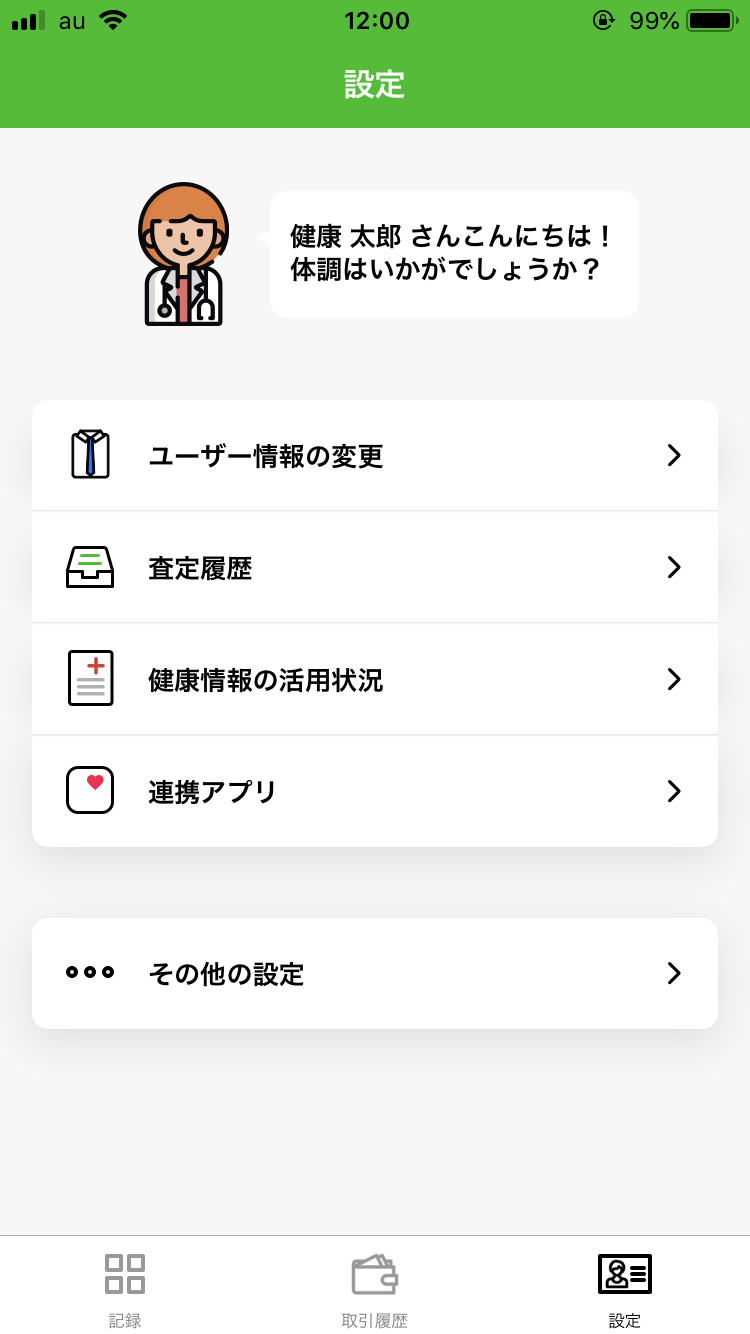 au 12:00 99%
設定
健康 太郎 さんこんにちは！
体調はいかがでしょうか？
ユーザー情報の変更
査定履歴
健康情報の活用状況
連携アプリ
その他の設定
記録 取引履歴 設定